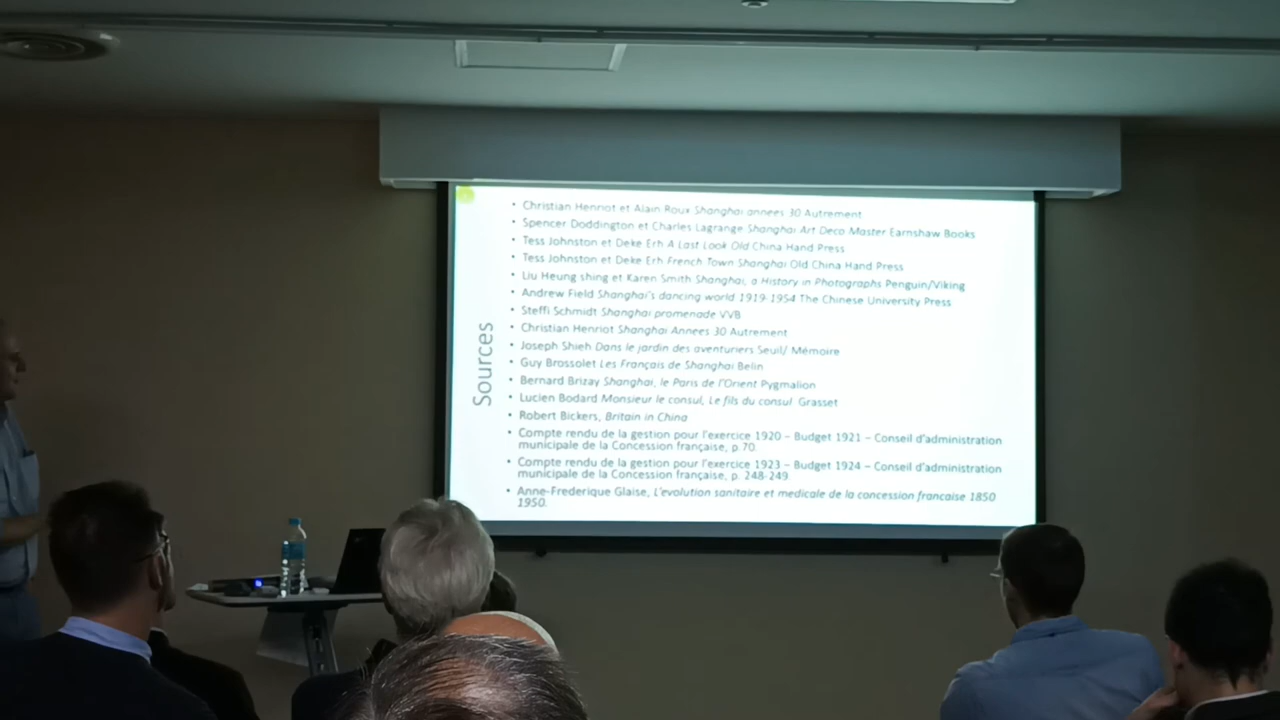 Sources
• Christian Henriot et Alain Roux Shanghai annees 30 Autrement
• Spencer Doddington et Charles Lagrange Shanghai Art Deco Master Earnshaw Books
• Tess Johnston et Deke Erh A Last Look Old China Hand Press
• Tess Johnston et Deke Erh French Town Shanghai Old China Hand Press
• Liu Heung shing et Karen Smith Shanghai, a History in Photographs Penguin/Viking
• Andrew Field Shanghai's dancing world 1919-1954 The Chinese University Press
• Steffi Schmidt Shanghai promenade VVB
• Christian Henriot Shanghai Annees 30 Autrement
• Joseph Shieh Dans le jardin des aventuriers Seuil/ Mémoire
• Guy Brossolet Les Français de Shanghai Belin
• Bernard Brizay Shanghai, le Paris de l'Orient Pygmalion
• Lucien Bodard Monsieur le consul, Le fils du consul Grasset
• Robert Bickers, Britain in China
• Compte rendu de la gestion pour l'exercice 1920 – Budget 1921 – Conseil d'administration
municipale de la Concession française, p.70.
• Compte rendu de la gestion pour l'exercice 1923 – Budget 1924 – Conseil d'administration
municipale de la Concession française, p. 248-249.
• Anne-Frederique Glaise, L'evolution sanitaire et medicale de la concession francaise 1850
1950.